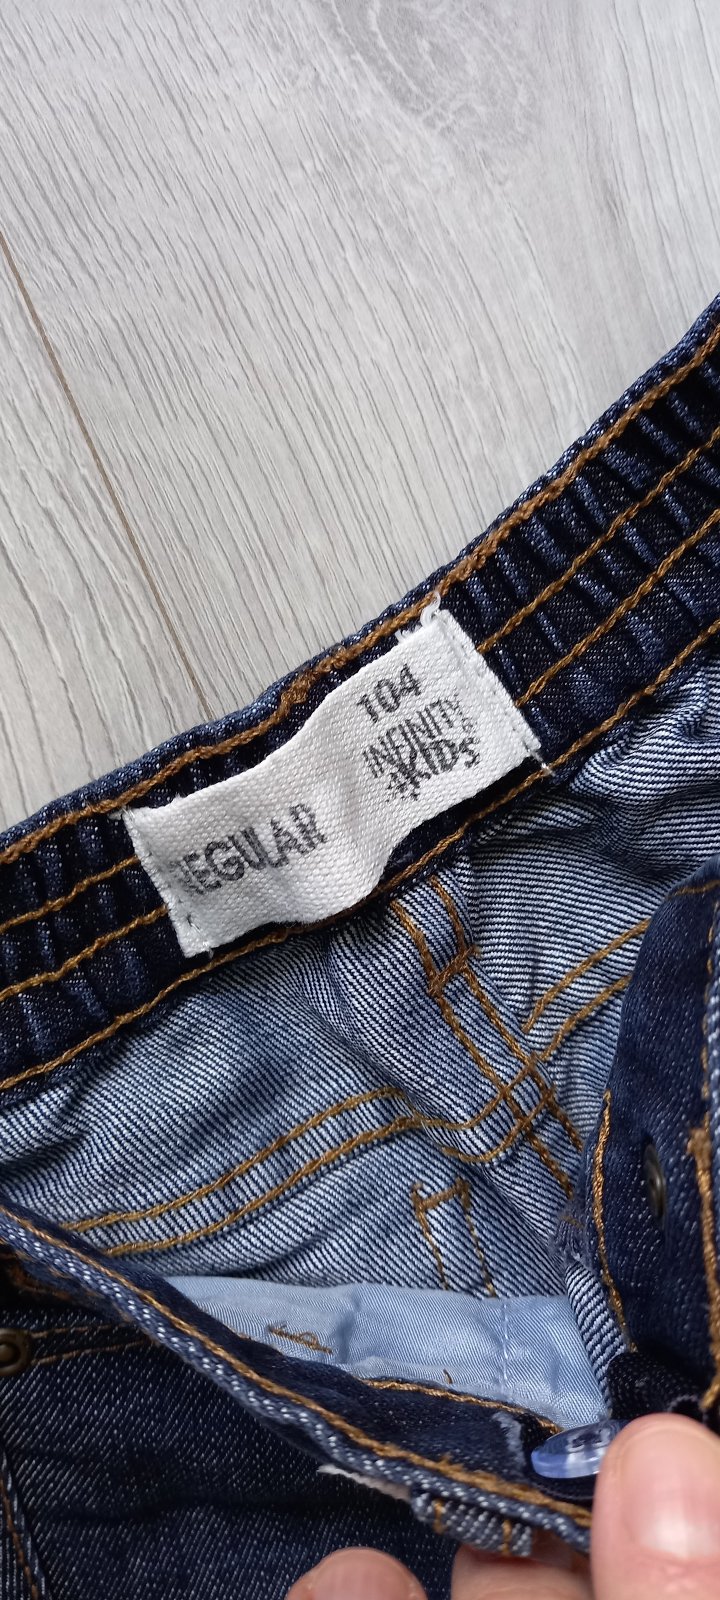 104
INFINITY
KIDS
REGULAR